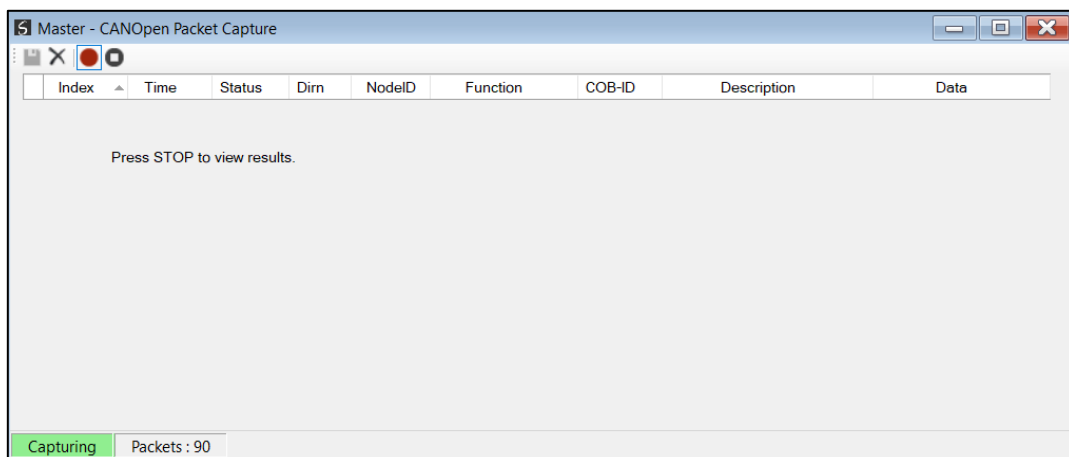 Master - CANOpen Packet Capture
Index Time Status Dirn NodeID Function COB-ID Description Data
Press STOP to view results.
Capturing Packets : 90